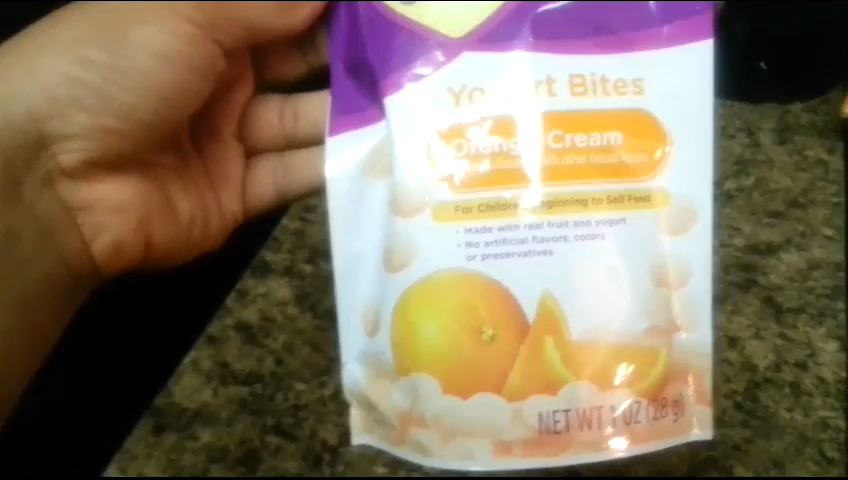 Yogurt Bites
Orange Cream
with other natural flavors
For Children Beginning to Self Feed
• Made with real fruit and yogurt
• No artificial flavors, colors
or preservatives
NET WT 1 OZ (28 g)